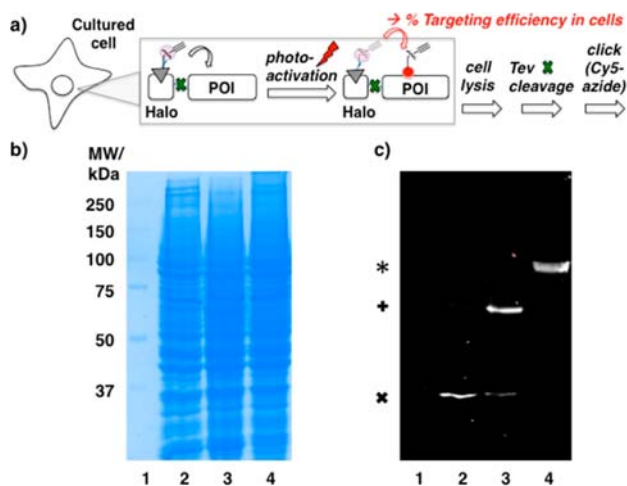 a)
Cultured
cell
→ % Targeting efficiency in cells
photo-
activation
POI
Halo
POI
Halo
cell
lysis
Tev ✖
cleavage
click
(Cy5-
azide)
b)
MW/
kDa
250
150
100
75
50
37
1 2 3 4
c)
*
+
×
1 2 3 4